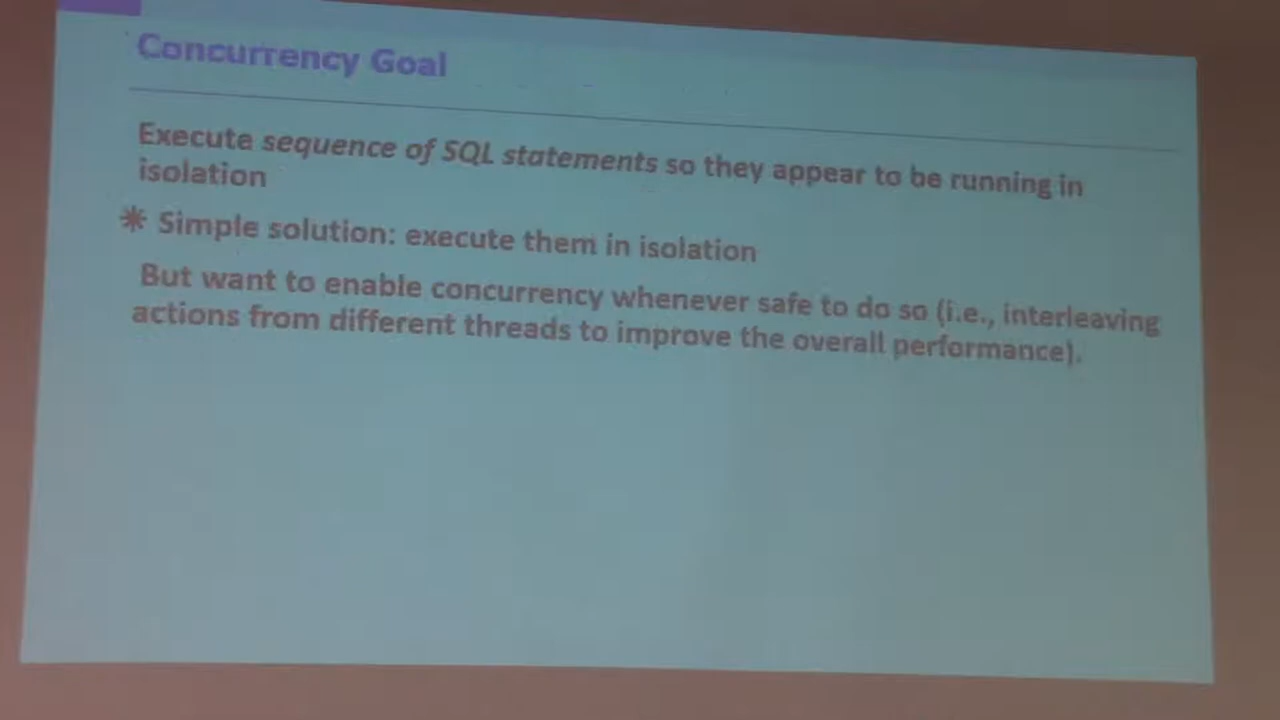 Concurrency Goal
Execute sequence of SQL statements so they appear to be running in
isolation
✳ Simple solution: execute them in isolation
But want to enable concurrency whenever safe to do so (i.e., interleaving
actions from different threads to improve the overall performance).